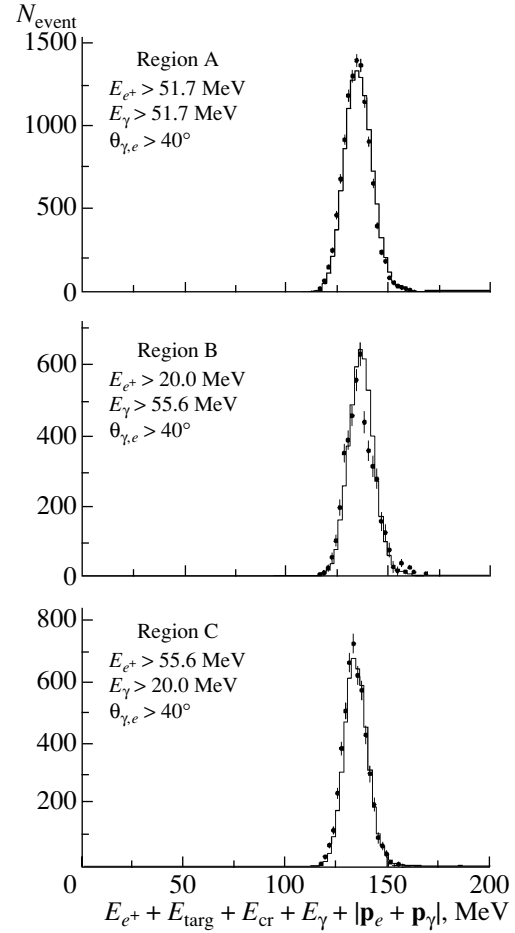 N_event
1500
Region A
E_e+ > 51.7 MeV
E_γ > 51.7 MeV
θ_γ,e > 40°
1000
500
0
Region B
E_e+ > 20.0 MeV
E_γ > 55.6 MeV
θ_γ,e > 40°
600
400
200
0
800
Region C
E_e+ > 55.6 MeV
E_γ > 20.0 MeV
θ_γ,e > 40°
600
400
200
0 50 100 150 200
E_e+ + E_targ + E_cr + E_γ + |p_e + p_γ|, MeV